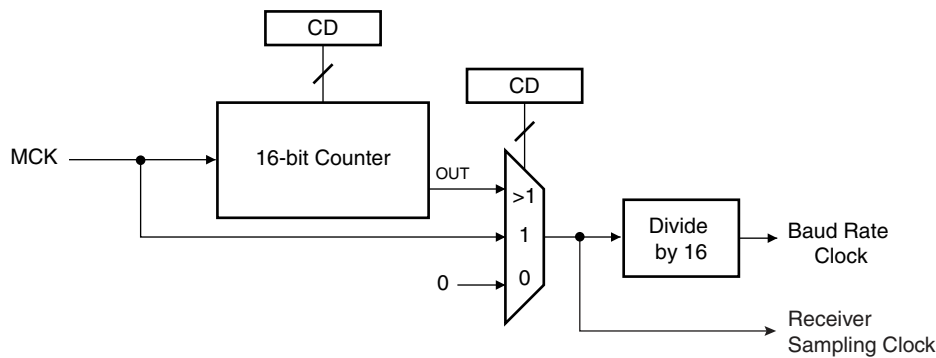 CD
CD
MCK
16-bit Counter
OUT
>1
1
0
0
Divide
by 16
Baud Rate
Clock
Receiver
Sampling Clock